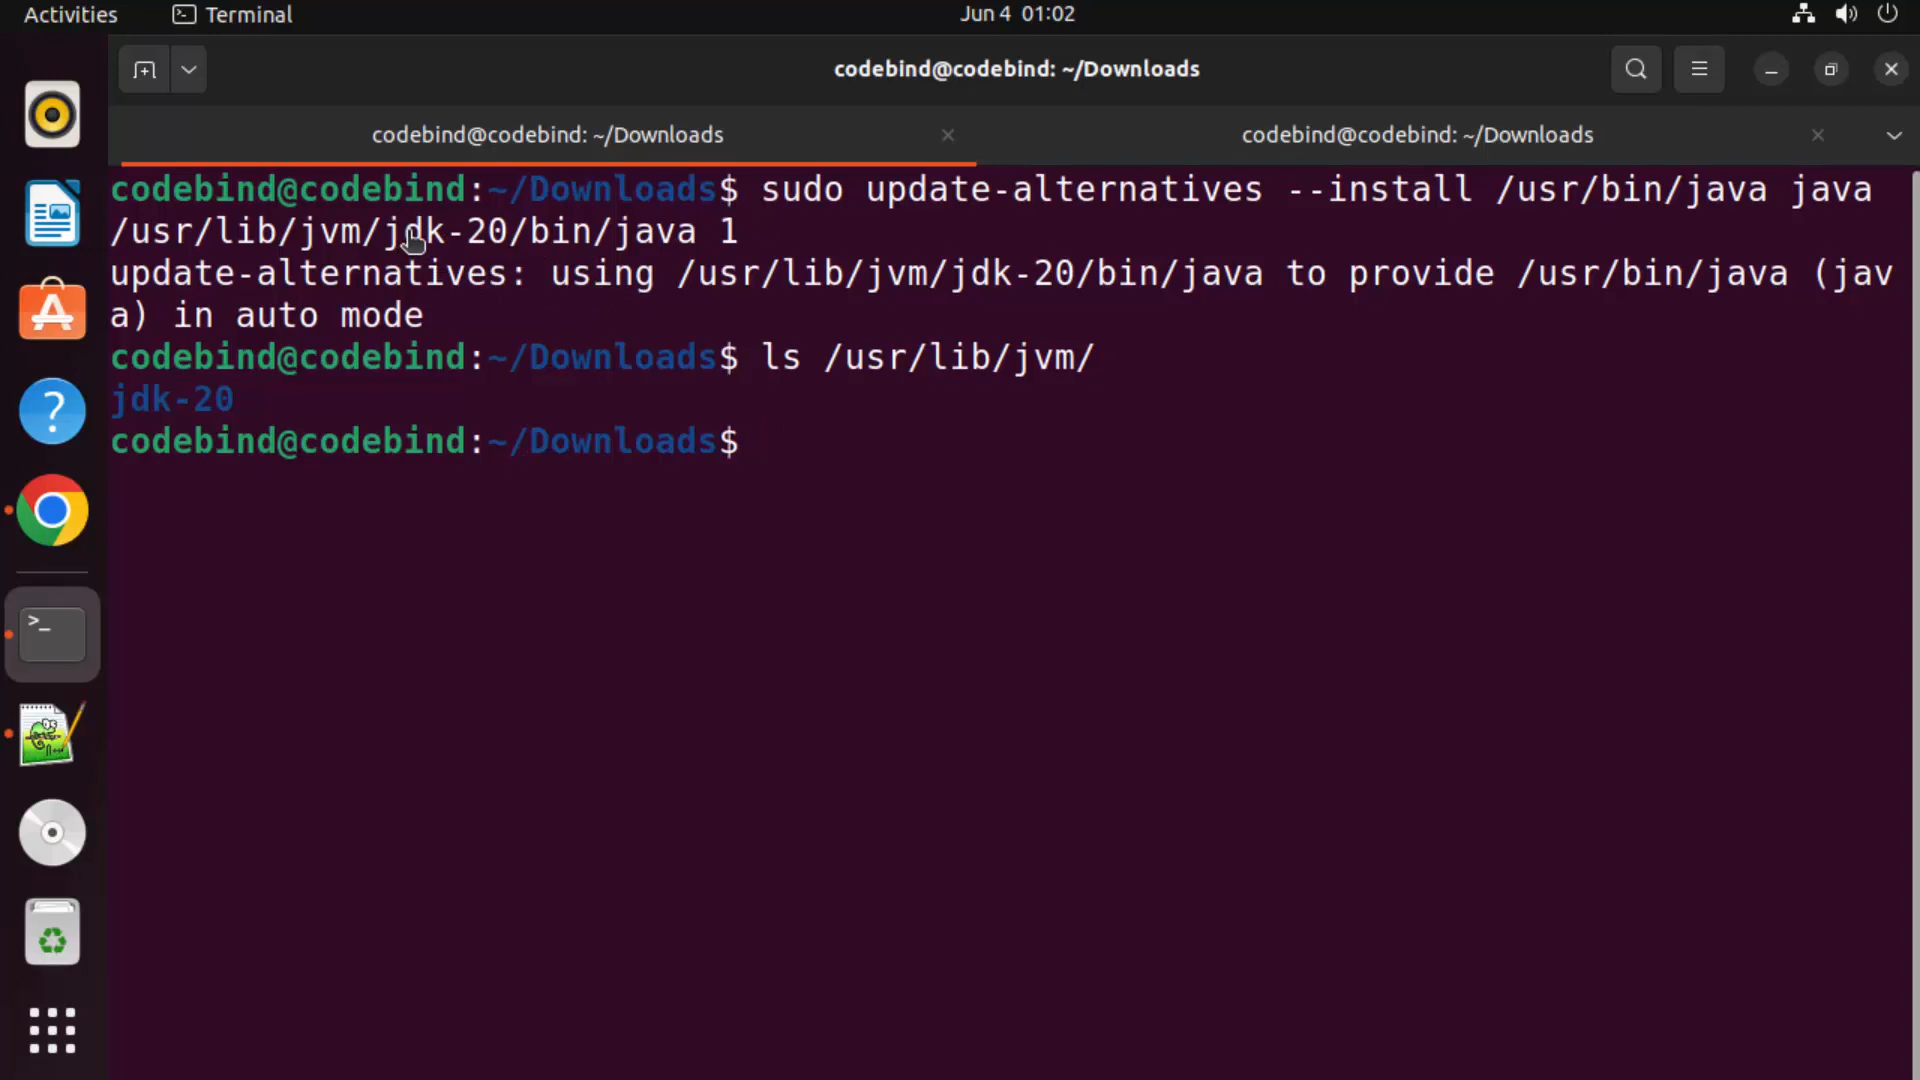 Activities
Terminal
Jun 4 01:02
codebind@codebind: ~/Downloads
codebind@codebind: ~/Downloads
codebind@codebind: ~/Downloads
codebind@codebind:~/Downloads$ sudo update-alternatives --install /usr/bin/java java
/usr/lib/jvm/jdk-20/bin/java 1
update-alternatives: using /usr/lib/jvm/jdk-20/bin/java to provide /usr/bin/java (jav
a) in auto mode
codebind@codebind:~/Downloads$ ls /usr/lib/jvm/
jdk-20
codebind@codebind:~/Downloads$